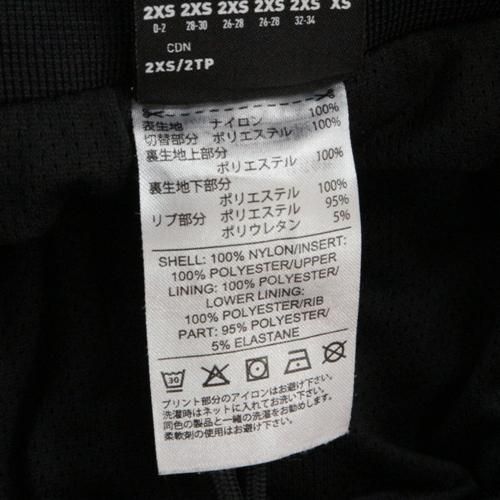 2XS 2XS 2XS 2XS 2XS XS
0-2 28-30 26-28 26-28 32-34
CDN
2XS/2TP
表生地 ナイロン 100%
切替部分 ポリエステル 100%
裏生地上部分
ポリエステル 100%
裏生地下部分
ポリエステル 100%
リブ部分 ポリエステル 95%
ポリウレタン 5%
SHELL: 100% NYLON/INSERT:
100% POLYESTER/UPPER
LINING: 100% POLYESTER/
LOWER LINING:
100% POLYESTER/RIB
PART: 95% POLYESTER/
5% ELASTANE
30
プリント部分のアイロンはお避け下さい。
洗濯時はネットに入れてお洗い下さい。
同色の製品と一緒の洗濯をお勧めします。
柔軟剤の使用はお避け下さい。